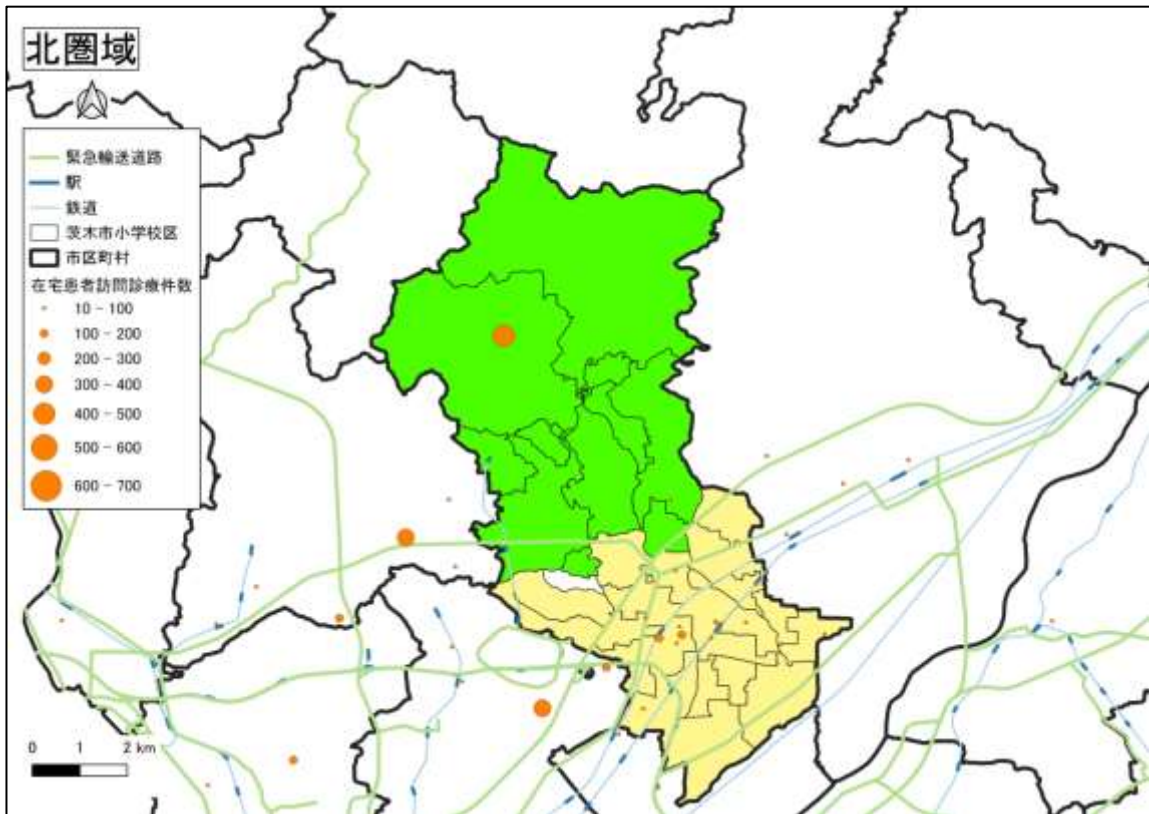 北圏域
緊急輸送道路
駅
鉄道
茨木市小学校区
市区町村
在宅患者訪問診療件数
10 - 100
100 - 200
200 - 300
300 - 400
400 - 500
500 - 600
600 - 700
0 1 2 km